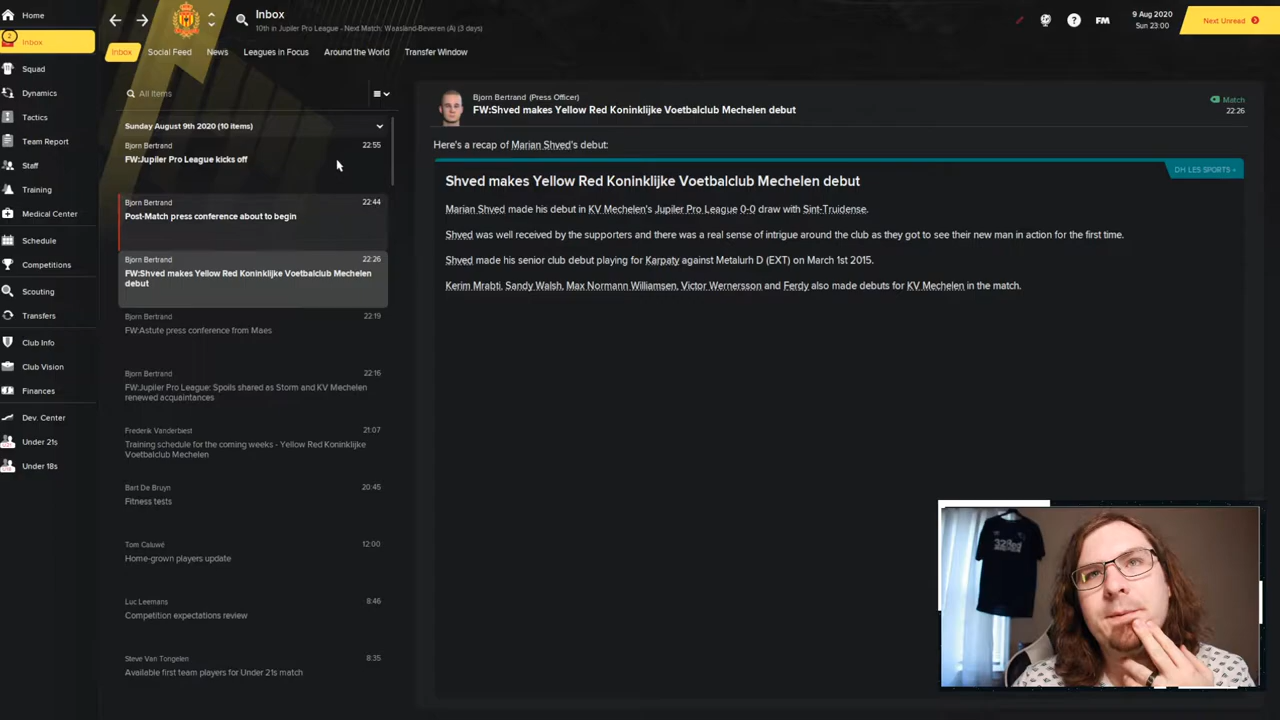 Home
Inbox
10th in Jupiler Pro League - Next Match: Waasland-Beveren (A) (3 days)
FM
9 Aug 2020
Sun 23:00
Next Unread
2
Inbox
Inbox
Social Feed
News
Leagues in Focus
Around the World
Transfer Window
Squad
Dynamics
Tactics
Team Report
Staff
Training
Medical Center
Schedule
Competitions
Scouting
Transfers
Club Info
Club Vision
Finances
Dev. Center
Under 21s
Under 18s
All Items
Sunday August 9th 2020 (10 items)
Bjorn Bertrand 22:55
FW:Jupiler Pro League kicks off
Bjorn Bertrand 22:44
Post-Match press conference about to begin
Bjorn Bertrand 22:26
FW:Shved makes Yellow Red Koninklijke Voetbalclub Mechelen
debut
Bjorn Bertrand 22:19
FW:Astute press conference from Maes
Bjorn Bertrand 22:16
FW:Jupiler Pro League: Spoils shared as Storm and KV Mechelen
renewed acquaintances
Frederik Vanderbiest 21:07
Training schedule for the coming weeks - Yellow Red Koninklijke
Voetbalclub Mechelen
Bart De Bruyn 20:45
Fitness tests
Tom Caluwé 12:00
Home-grown players update
Luc Leemans 8:46
Competition expectations review
Steve Van Tongelen 8:35
Available first team players for Under 21s match
Bjorn Bertrand (Press Officer)
FW:Shved makes Yellow Red Koninklijke Voetbalclub Mechelen debut
Match
22:26
Here's a recap of Marian Shved's debut:
DH LES SPORTS +
Shved makes Yellow Red Koninklijke Voetbalclub Mechelen debut
Marian Shved made his debut in KV Mechelen's Jupiler Pro League 0-0 draw with Sint-Truidense.
Shved was well received by the supporters and there was a real sense of intrigue around the club as they got to see their new man in action for the first time.
Shved made his senior club debut playing for Karpaty against Metalurh D (EXT) on March 1st 2015.
Kerim Mrabti, Sandy Walsh, Max Normann Williamsen, Victor Wernersson and Ferdy also made debuts for KV Mechelen in the match.